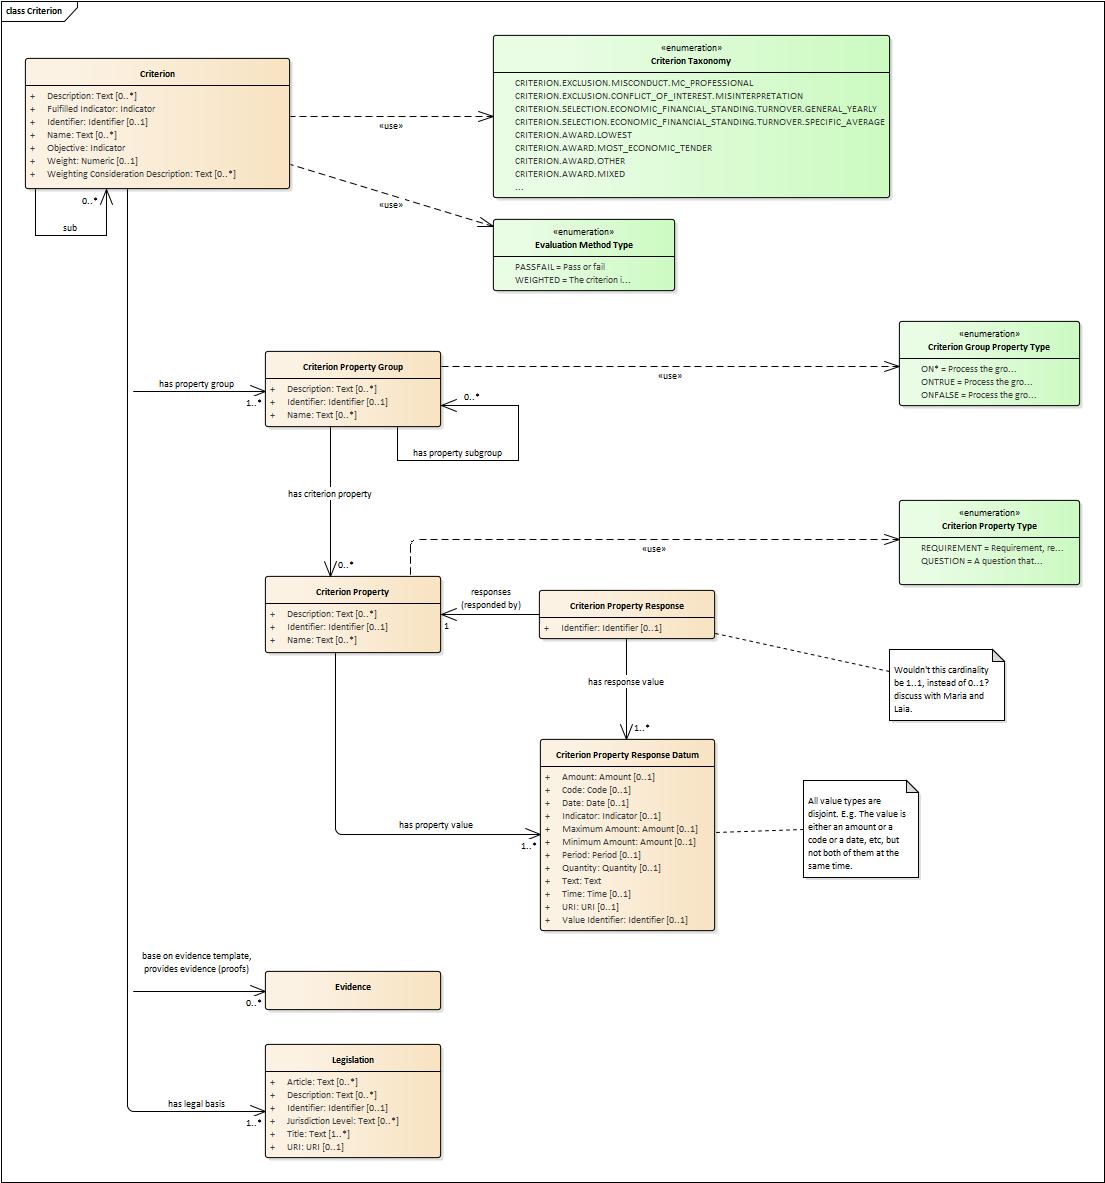 class Criterion
Criterion
+ Description: Text [0..*]
+ Fulfilled Indicator: Indicator
+ Identifier: Identifier [0..1]
+ Name: Text [0..*]
+ Objective: Indicator
+ Weight: Numeric [0..1]
+ Weighting Consideration Description: Text [0..*]
0..*
sub
«use»
«use»
«enumeration»
Criterion Taxonomy
CRITERION.EXCLUSION.MISCONDUCT.MC_PROFESSIONAL
CRITERION.EXCLUSION.CONFLICT_OF_INTEREST.MISINTERPRETATION
CRITERION.SELECTION.ECONOMIC_FINANCIAL_STANDING.TURNOVER.GENERAL_YEARLY
CRITERION.SELECTION.ECONOMIC_FINANCIAL_STANDING.TURNOVER.SPECIFIC_AVERAGE
CRITERION.AWARD.LOWEST
CRITERION.AWARD.MOST_ECONOMIC_TENDER
CRITERION.AWARD.OTHER
CRITERION.AWARD.MIXED
...
«enumeration»
Evaluation Method Type
PASSFAIL = Pass or fail
WEIGHTED = The criterion i...
has property group
1..*
Criterion Property Group
+ Description: Text [0..*]
+ Identifier: Identifier [0..1]
+ Name: Text [0..*]
«use»
0..*
has property subgroup
«enumeration»
Criterion Group Property Type
ON* = Process the gro...
ONTRUE = Process the gro...
ONFALSE = Process the gro...
has criterion property
0..*
«use»
«enumeration»
Criterion Property Type
REQUIREMENT = Requirement, re...
QUESTION = A question that...
Criterion Property
+ Description: Text [0..*]
+ Identifier: Identifier [0..1]
+ Name: Text [0..*]
responses
(responded by)
1
Criterion Property Response
+ Identifier: Identifier [0..1]
Wouldn't this cardinality
be 1..1, instead of 0..1?
discuss with Maria and
Laia.
has response value
1..*
Criterion Property Response Datum
+ Amount: Amount [0..1]
+ Code: Code [0..1]
+ Date: Date [0..1]
+ Indicator: Indicator [0..1]
+ Maximum Amount: Amount [0..1]
+ Minimum Amount: Amount [0..1]
+ Period: Period [0..1]
+ Quantity: Quantity [0..1]
+ Text: Text
+ Time: Time [0..1]
+ URI: URI [0..1]
+ Value Identifier: Identifier [0..1]
has property value
1..*
All value types are
disjoint. E.g. The value is
either an amount or a
code or a date, etc, but
not both of them at the
same time.
base on evidence template,
provides evidence (proofs)
0..*
Evidence
has legal basis
1..*
Legislation
+ Article: Text [0..*]
+ Description: Text [0..*]
+ Identifier: Identifier [0..1]
+ Jurisdiction Level: Text [0..*]
+ Title: Text [1..*]
+ URI: URI [0..1]